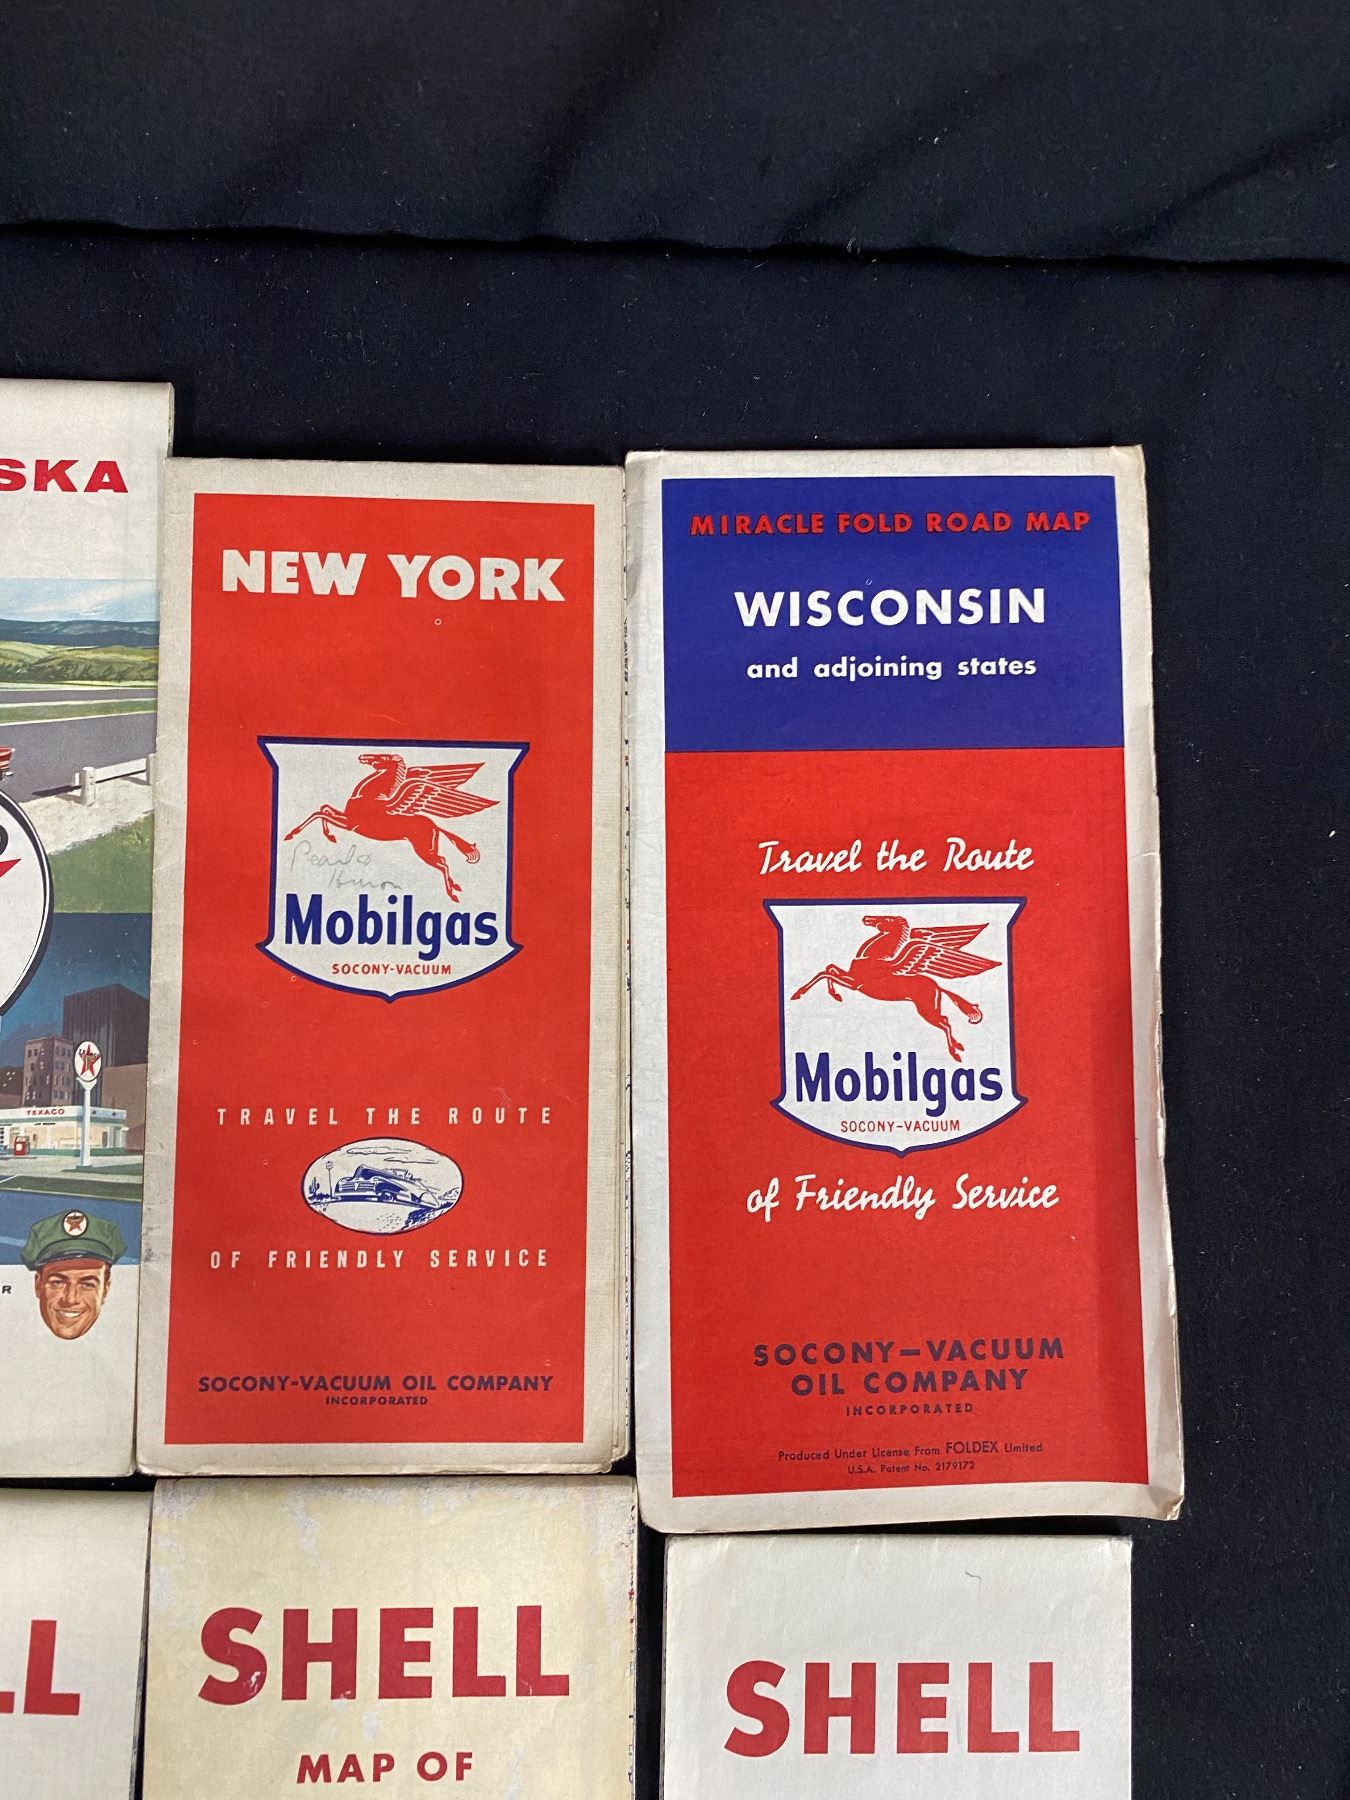 SKA
TEXACO
R
NEW YORK
Mobilgas
SOCONY-VACUUM
TRAVEL THE ROUTE
OF FRIENDLY SERVICE
SOCONY-VACUUM OIL COMPANY
INCORPORATED
MIRACLE FOLD ROAD MAP
WISCONSIN
and adjoining states
Travel the Route
Mobilgas
SOCONY-VACUUM
of Friendly Service
SOCONY-VACUUM
OIL COMPANY
INCORPORATED
Produced Under License From FOLDEX Limited
U.S.A. Patent No. 2179172
LL
SHELL
MAP OF
SHELL